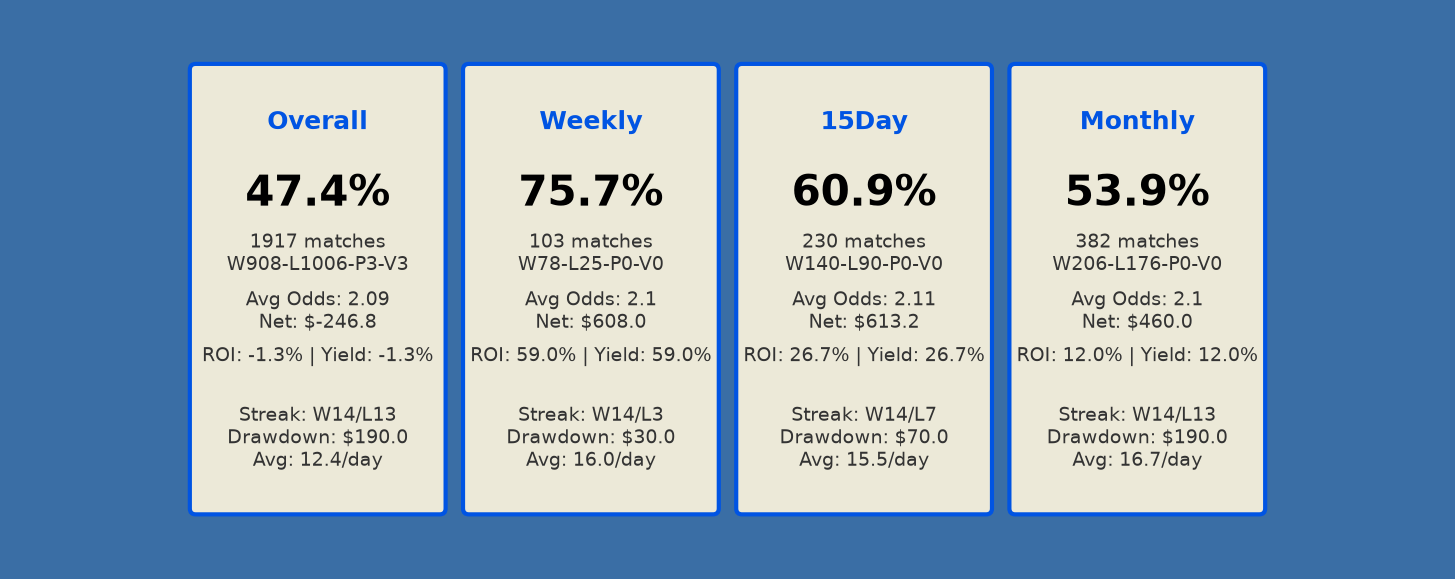 Overall
47.4%
1917 matches
W908-L1006-P3-V3
Avg Odds: 2.09
Net: $-246.8
ROI: -1.3% | Yield: -1.3%
Streak: W14/L13
Drawdown: $190.0
Avg: 12.4/day
Weekly
75.7%
103 matches
W78-L25-P0-V0
Avg Odds: 2.1
Net: $608.0
ROI: 59.0% | Yield: 59.0%
Streak: W14/L3
Drawdown: $30.0
Avg: 16.0/day
15Day
60.9%
230 matches
W140-L90-P0-V0
Avg Odds: 2.11
Net: $613.2
ROI: 26.7% | Yield: 26.7%
Streak: W14/L7
Drawdown: $70.0
Avg: 15.5/day
Monthly
53.9%
382 matches
W206-L176-P0-V0
Avg Odds: 2.1
Net: $460.0
ROI: 12.0% | Yield: 12.0%
Streak: W14/L13
Drawdown: $190.0
Avg: 16.7/day